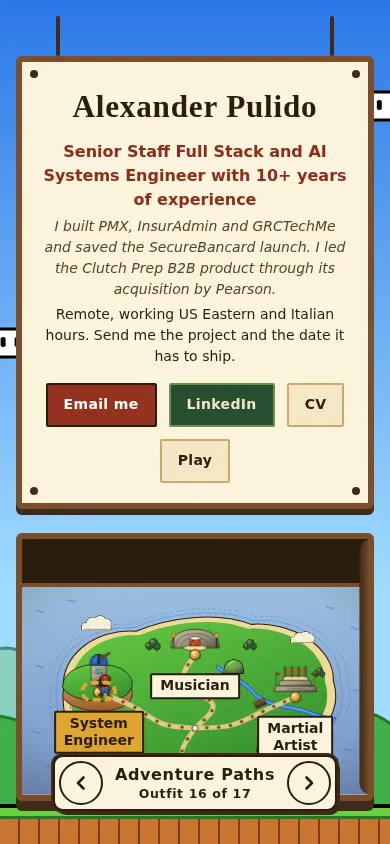 Alexander Pulido
Senior Staff Full Stack and AI
Systems Engineer with 10+ years
of experience
I built PMX, InsurAdmin and GRCTechMe
and saved the SecureBancard launch. I led
the Clutch Prep B2B product through its
acquisition by Pearson.
Remote, working US Eastern and Italian
hours. Send me the project and the date it
has to ship.
Email me
LinkedIn
CV
Play
Musician
System
Engineer
Martial
Artist
Adventure Paths
Outfit 16 of 17